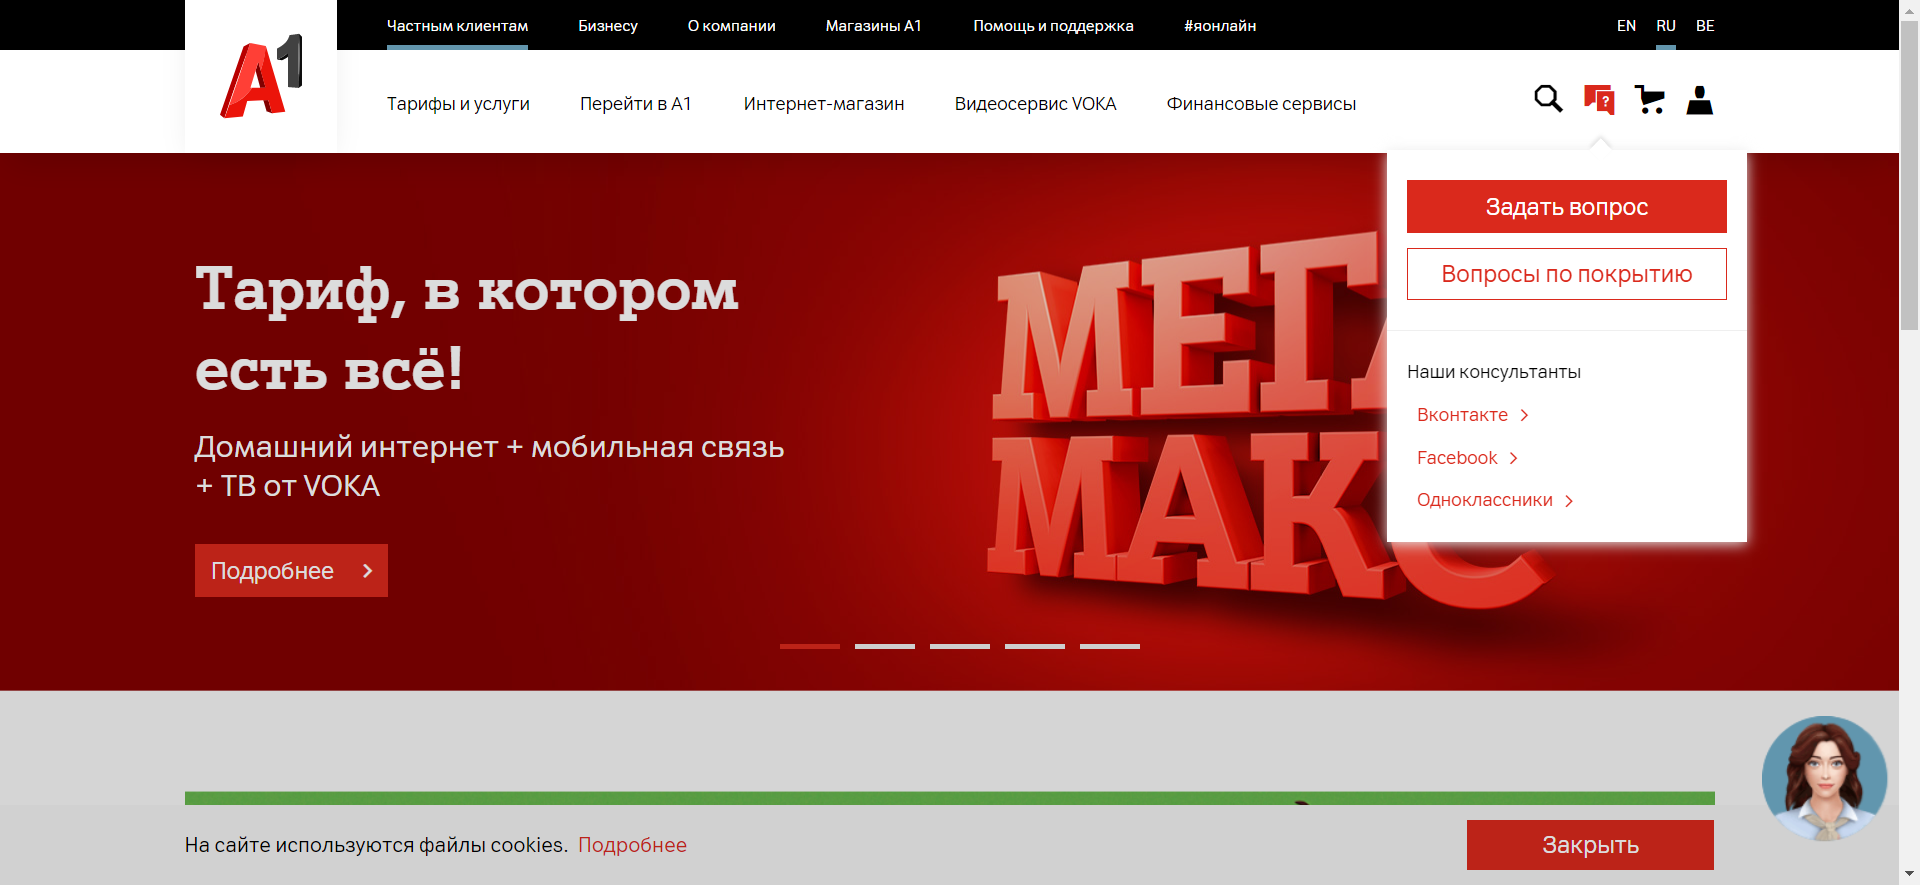 Частным клиентам
Бизнесу
О компании
Магазины А1
Помощь и поддержка
#яонлайн
EN
RU
BE
А1
Тарифы и услуги
Перейти в А1
Интернет-магазин
Видеосервис VOKA
Финансовые сервисы
?
Тариф, в котором
есть всё!
Домашний интернет + мобильная связь
+ ТВ от VOKA
Подробнее
МЕГА
МАКС
Задать вопрос
Вопросы по покрытию
Наши консультанты
Вконтакте
Facebook
Одноклассники
На сайте используются файлы cookies. Подробнее
Закрыть